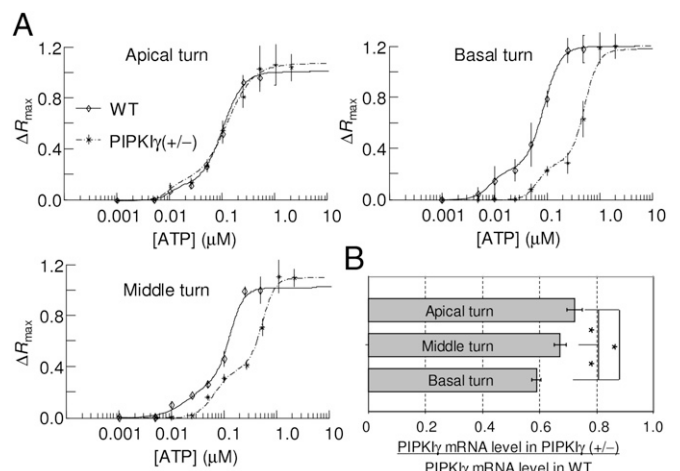 A
Apical turn
1.2
0.8
0.4
0.0
ΔRmax
WT
PIPKIγ(+/−)
0.001 0.01 0.1 1.0 10
[ATP] (μM)
Basal turn
1.2
0.8
0.4
0.0
ΔRmax
0.001 0.01 0.1 1.0 10
[ATP] (μM)
Middle turn
1.2
0.8
0.4
0.0
ΔRmax
0.001 0.01 0.1 1.0 10
[ATP] (μM)
B
Apical turn
Middle turn
Basal turn
* * *
0 0.2 0.4 0.6 0.8 1.0
PIPKIγ mRNA level in PIPKIγ (+/−)
PIPKIγ mRNA level in WT